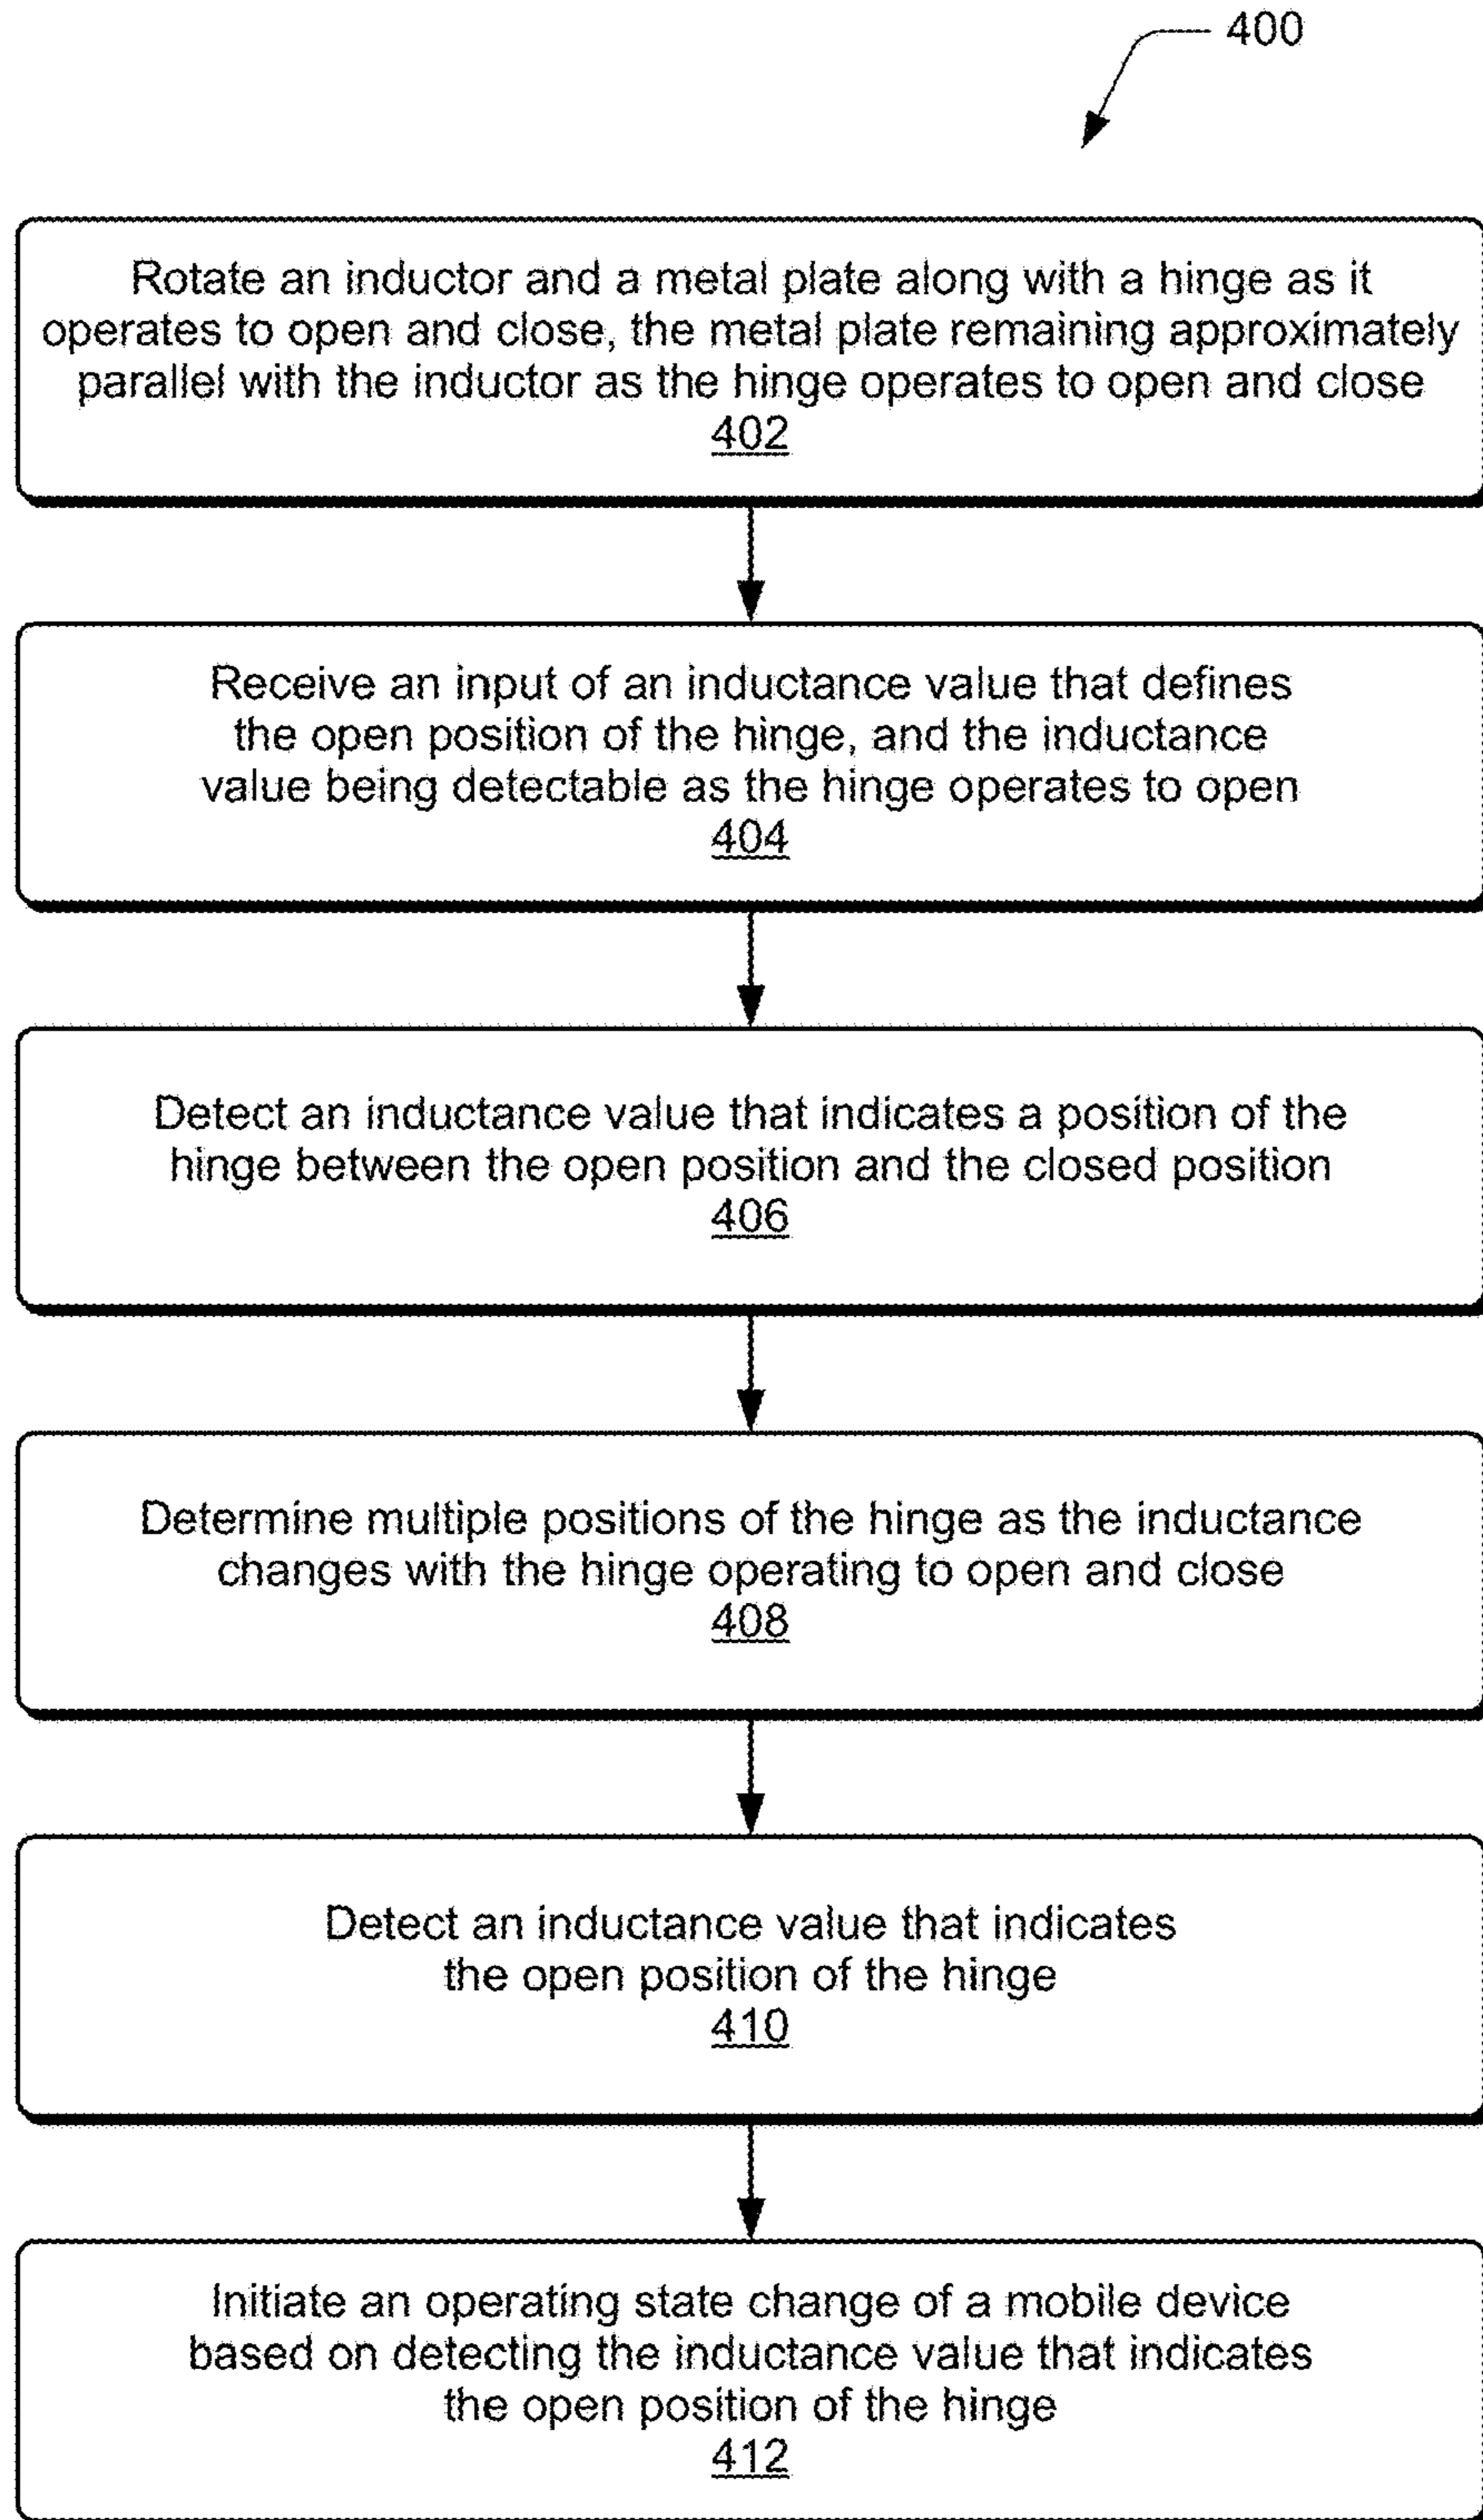 400
Rotate an inductor and a metal plate along with a hinge as it
operates to open and close, the metal plate remaining approximately
parallel with the inductor as the hinge operates to open and close
402
Receive an input of an inductance value that defines
the open position of the hinge, and the inductance
value being detectable as the hinge operates to open
404
Detect an inductance value that indicates a position of the
hinge between the open position and the closed position
406
Determine multiple positions of the hinge as the inductance
changes with the hinge operating to open and close
408
Detect an inductance value that indicates
the open position of the hinge
410
Initiate an operating state change of a mobile device
based on detecting the inductance value that indicates
the open position of the hinge
412